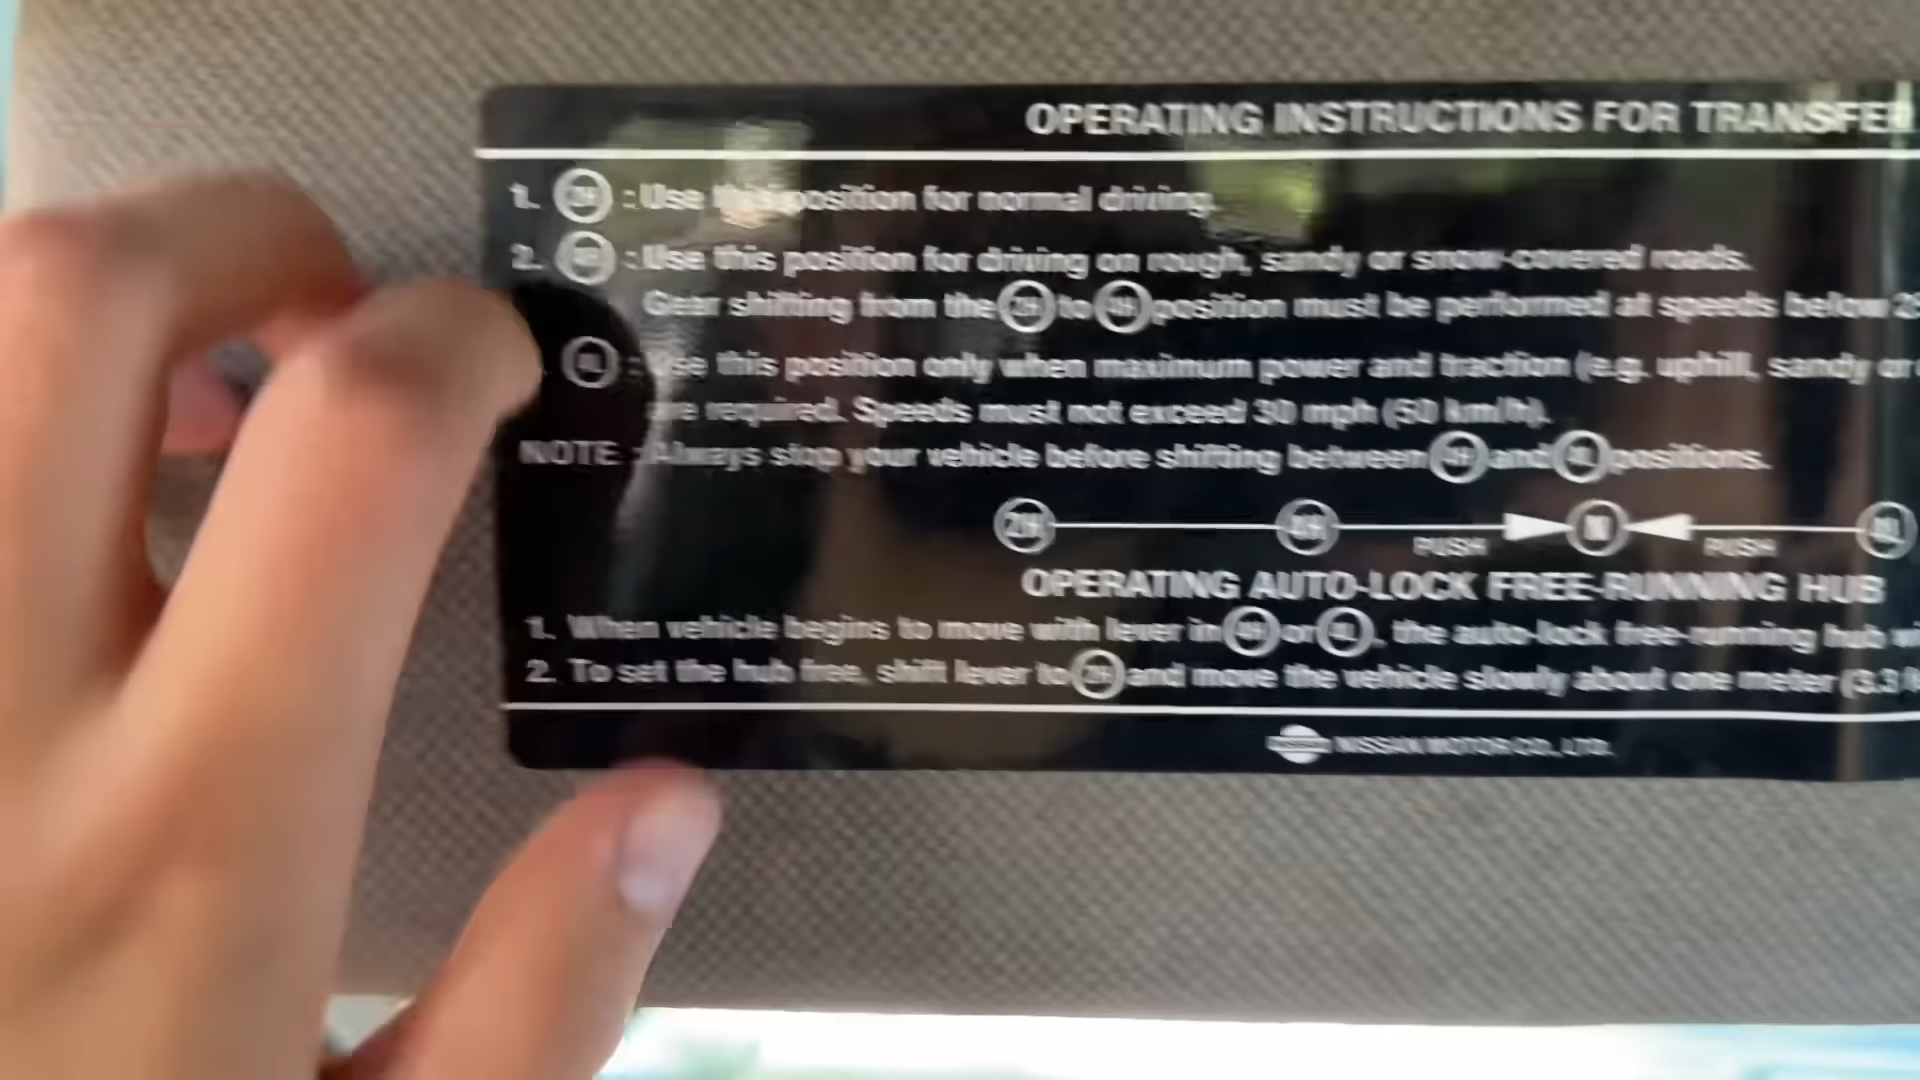 OPERATING INSTRUCTIONS FOR TRANSFER
1. 2H : Use this position for normal driving.
2. 4H : Use this position for driving on rough, sandy or snow-covered roads.
Gear shifting from the 2H to 4H position must be performed at speeds below
4L : Use this position only when maximum power and traction (e.g. uphill, sandy or
are required. Speeds must not exceed 30 mph (50 km/h).
NOTE : Always stop your vehicle before shifting between 4H and 4L positions.
2H 4H N 4L
PUSH PUSH
OPERATING AUTO-LOCK FREE-RUNNING HUB
1. When vehicle begins to move with lever in 4H or 4L, the auto-lock free-running hub
2. To set the hub free, shift lever to 2H and move the vehicle slowly about one meter (3.3
NISSAN MOTOR CO., LTD.